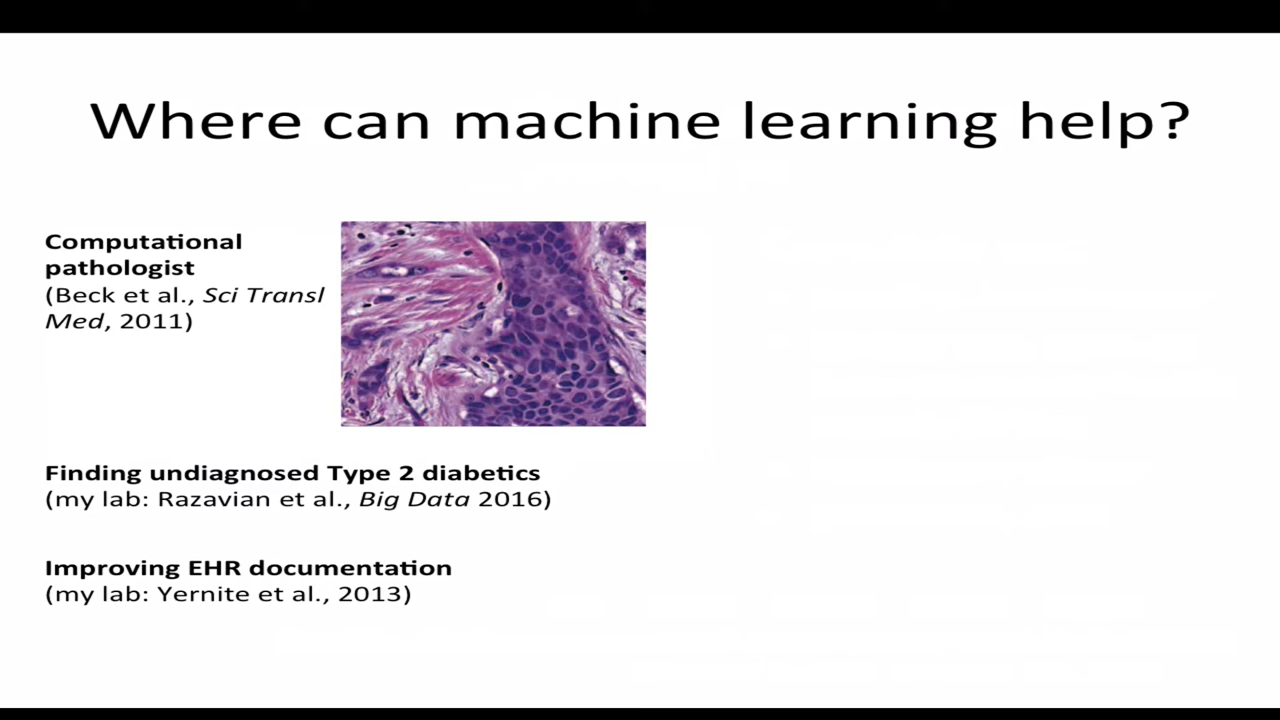 Where can machine learning help?
Computational
pathologist
(Beck et al., Sci Transl
Med, 2011)
Finding undiagnosed Type 2 diabetics
(my lab: Razavian et al., Big Data 2016)
Improving EHR documentation
(my lab: Yernite et al., 2013)